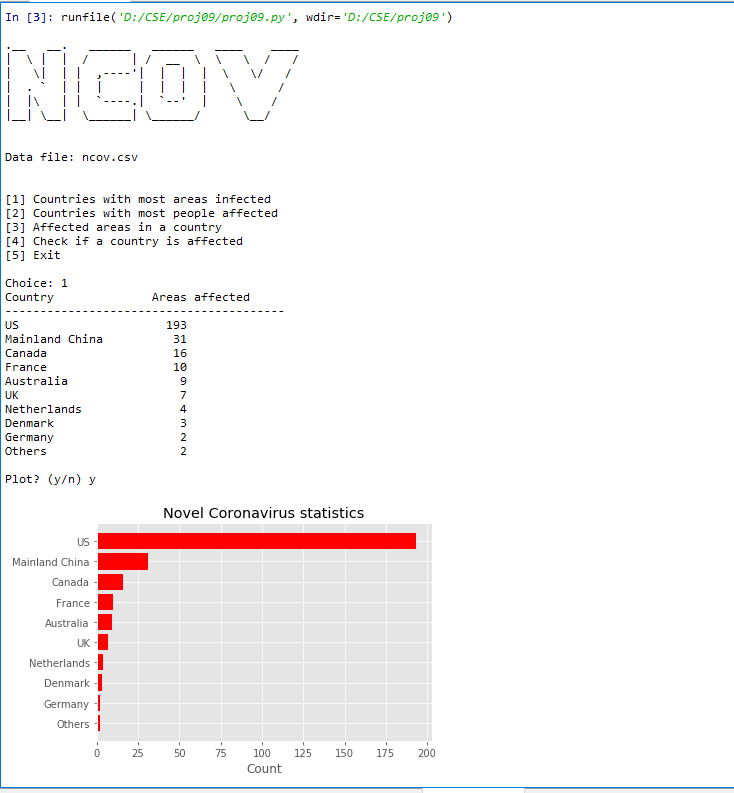 In [3]: runfile('D:/CSE/proj09/proj09.py', wdir='D:/CSE/proj09')
NCOV
Data file: ncov.csv
[1] Countries with most areas infected
[2] Countries with most people affected
[3] Affected areas in a country
[4] Check if a country is affected
[5] Exit
Choice: 1
Country Areas affected
----------------------------------------
US 193
Mainland China 31
Canada 16
France 10
Australia 9
UK 7
Netherlands 4
Denmark 3
Germany 2
Others 2
Plot? (y/n) y
Novel Coronavirus statistics
US
Mainland China
Canada
France
Australia
UK
Netherlands
Denmark
Germany
Others
0 25 50 75 100 125 150 175 200
Count